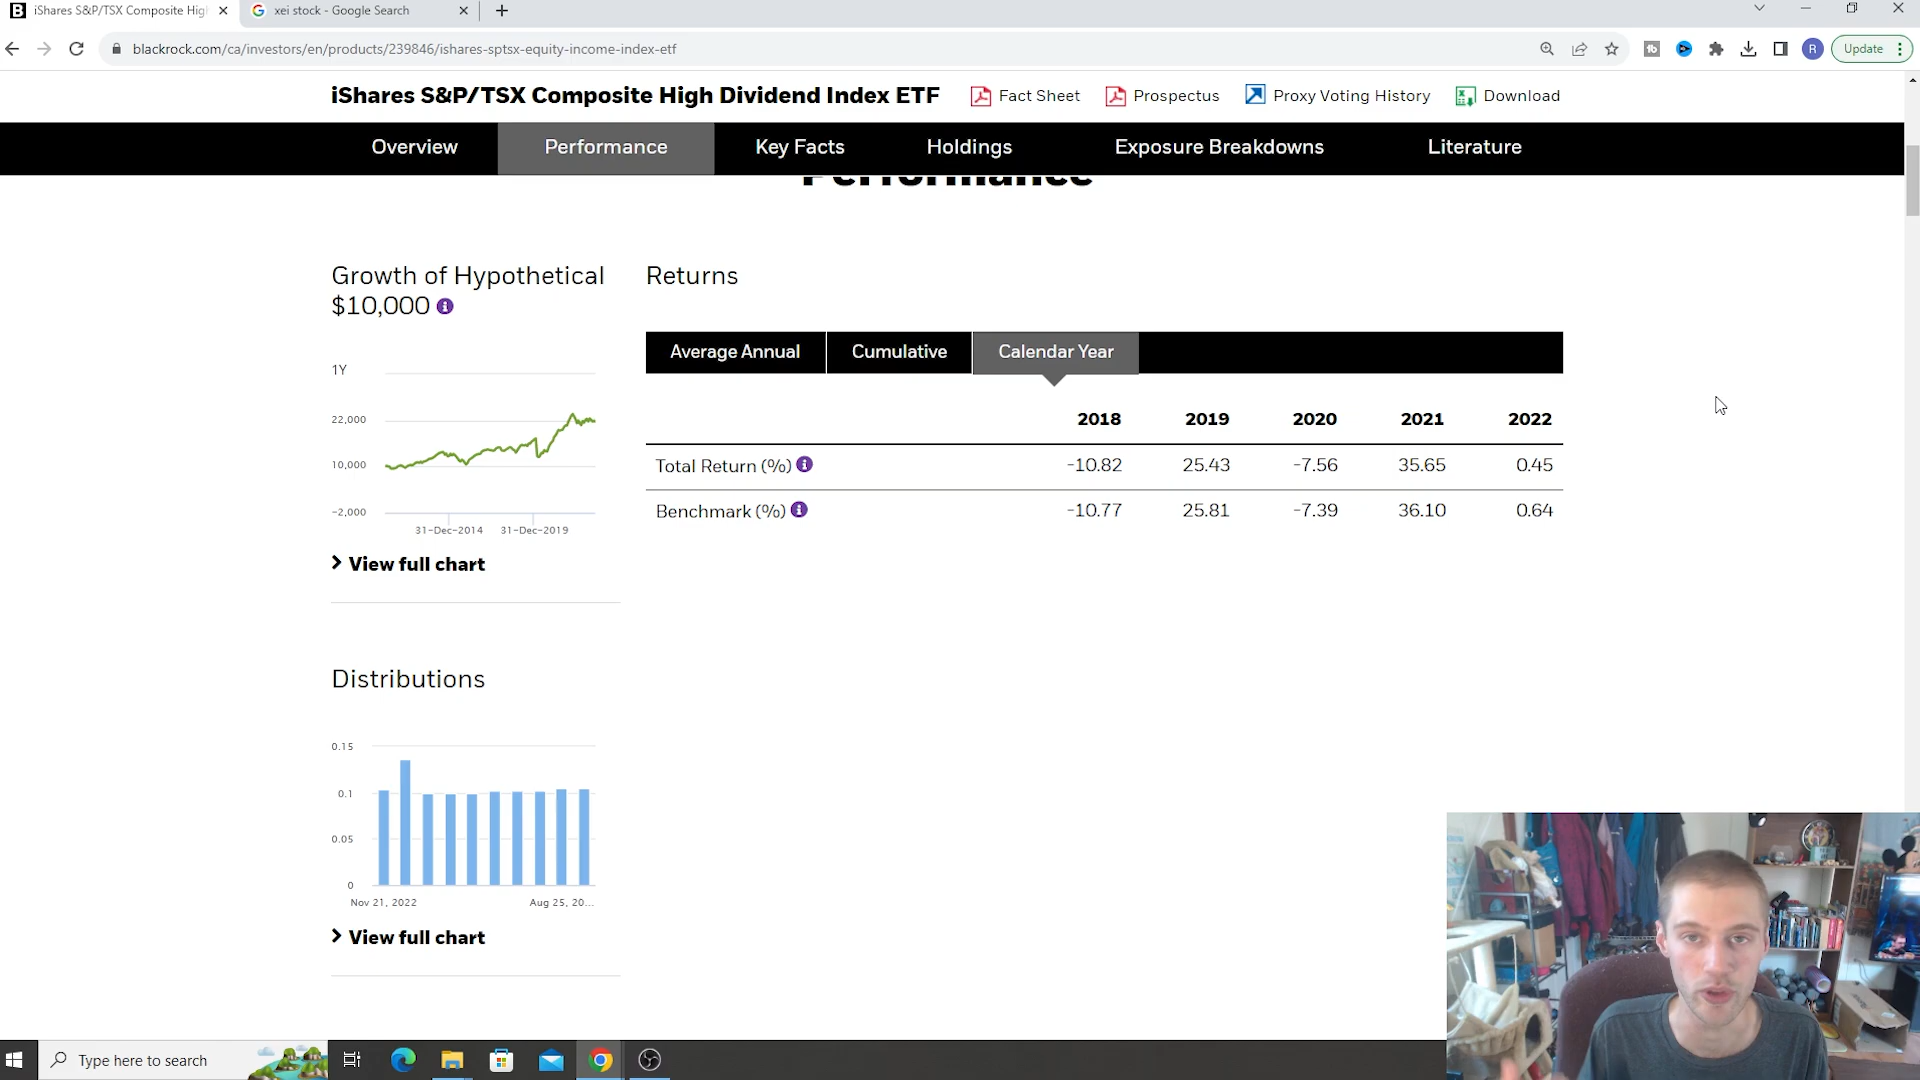 iShares S&P/TSX Composite Hig
xei stock - Google Search
blackrock.com/ca/investors/en/products/239846/ishares-sptsx-equity-income-index-etf
R
Update
iShares S&P/TSX Composite High Dividend Index ETF
Fact Sheet
Prospectus
Proxy Voting History
Download
Overview
Performance
Key Facts
Holdings
Exposure Breakdowns
Literature
Performance
Growth of Hypothetical
$10,000
1Y
22,000
10,000
-2,000
31-Dec-2014
31-Dec-2019
View full chart
Returns
Average Annual
Cumulative
Calendar Year
2018 2019 2020 2021 2022
Total Return (%) -10.82 25.43 -7.56 35.65 0.45
Benchmark (%) -10.77 25.81 -7.39 36.10 0.64
Distributions
0.15
0.1
0.05
0
Nov 21, 2022
Aug 25, 20...
View full chart
Type here to search